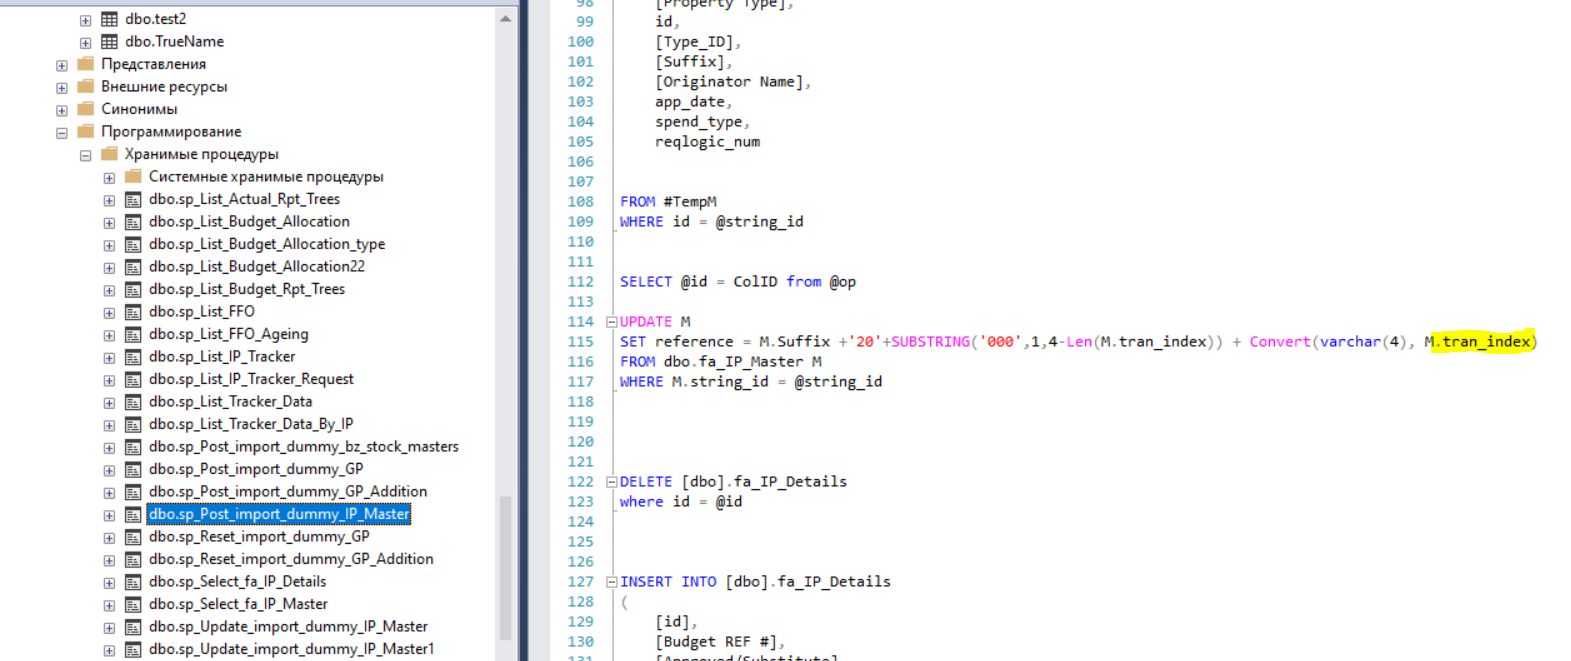 dbo.test2
dbo.TrueName
Представления
Внешние ресурсы
Синонимы
Программирование
Хранимые процедуры
Системные хранимые процедуры
dbo.sp_List_Actual_Rpt_Trees
dbo.sp_List_Budget_Allocation
dbo.sp_List_Budget_Allocation_type
dbo.sp_List_Budget_Allocation22
dbo.sp_List_Budget_Rpt_Trees
dbo.sp_List_FFO
dbo.sp_List_FFO_Ageing
dbo.sp_List_IP_Tracker
dbo.sp_List_IP_Tracker_Request
dbo.sp_List_Tracker_Data
dbo.sp_List_Tracker_Data_By_IP
dbo.sp_Post_import_dummy_bz_stock_masters
dbo.sp_Post_import_dummy_GP
dbo.sp_Post_import_dummy_GP_Addition
dbo.sp_Post_import_dummy_IP_Master
dbo.sp_Reset_import_dummy_GP
dbo.sp_Reset_import_dummy_GP_Addition
dbo.sp_Select_fa_IP_Details
dbo.sp_Select_fa_IP_Master
dbo.sp_Update_import_dummy_IP_Master
dbo.sp_Update_import_dummy_IP_Master1
98 [Property Type],
99 id,
100 [Type_ID],
101 [Suffix],
102 [Originator Name],
103 app_date,
104 spend_type,
105 reqlogic_num
106
107
108 FROM #TempM
109 WHERE id = @string_id
110
111
112 SELECT @id = ColID from @op
113
114 UPDATE M
115 SET reference = M.Suffix +'20'+SUBSTRING('000',1,4-Len(M.tran_index)) + Convert(varchar(4), M.tran_index)
116 FROM dbo.fa_IP_Master M
117 WHERE M.string_id = @string_id
118
119
120
121
122 DELETE [dbo].fa_IP_Details
123 where id = @id
124
125
126
127 INSERT INTO [dbo].fa_IP_Details
128 (
129 [id],
130 [Budget REF #],
131 [Approved/Substitute]